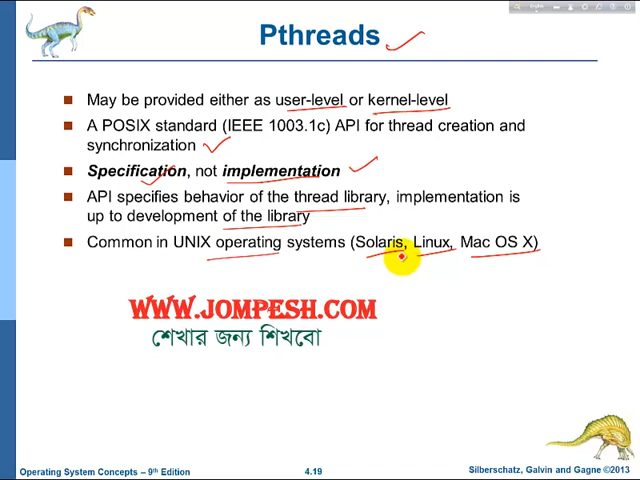 Pthreads
May be provided either as user-level or kernel-level
A POSIX standard (IEEE 1003.1c) API for thread creation and
synchronization
Specification, not implementation
API specifies behavior of the thread library, implementation is
up to development of the library
Common in UNIX operating systems (Solaris, Linux, Mac OS X)
WWW.JOMPESH.COM
শেখার জন্য শিখবো
Operating System Concepts – 9th Edition
4.19
Silberschatz, Galvin and Gagne ©2013